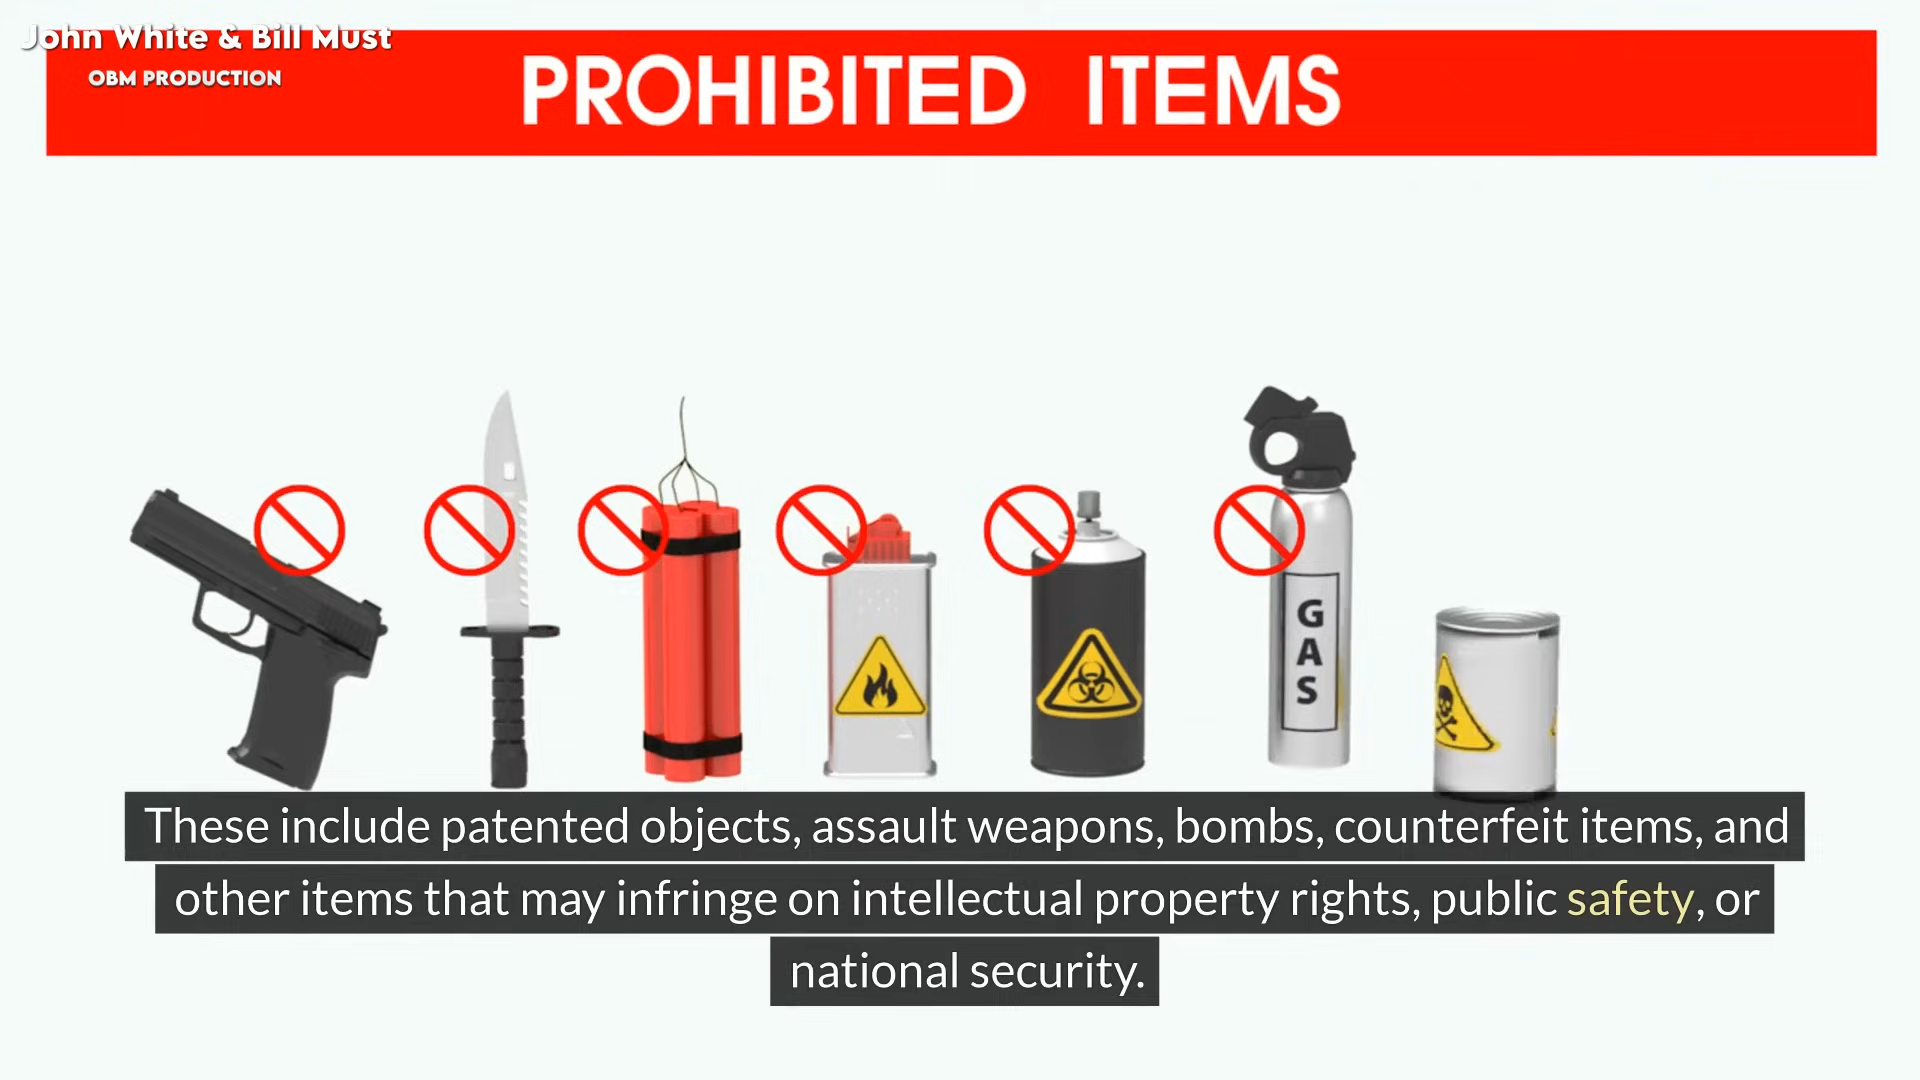 John White & Bill Must
OBM PRODUCTION
PROHIBITED ITEMS
GAS
These include patented objects, assault weapons, bombs, counterfeit items, and
other items that may infringe on intellectual property rights, public safety, or
national security.